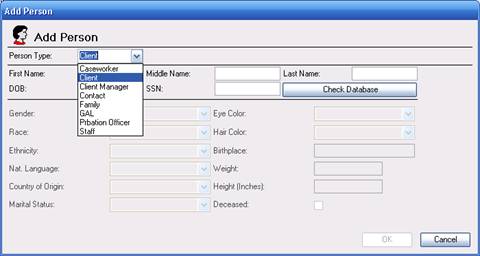 Add Person
Add Person
Person Type: Client
Caseworker
Client
Client Manager
Contact
Family
GAL
Prbation Officer
Staff
First Name: Middle Name: Last Name:
DOB: SSN: Check Database
Gender: Eye Color:
Race: Hair Color:
Ethnicity: Birthplace:
Nat. Language: Weight:
Country of Origin: Height (Inches):
Marital Status: Deceased:
OK Cancel